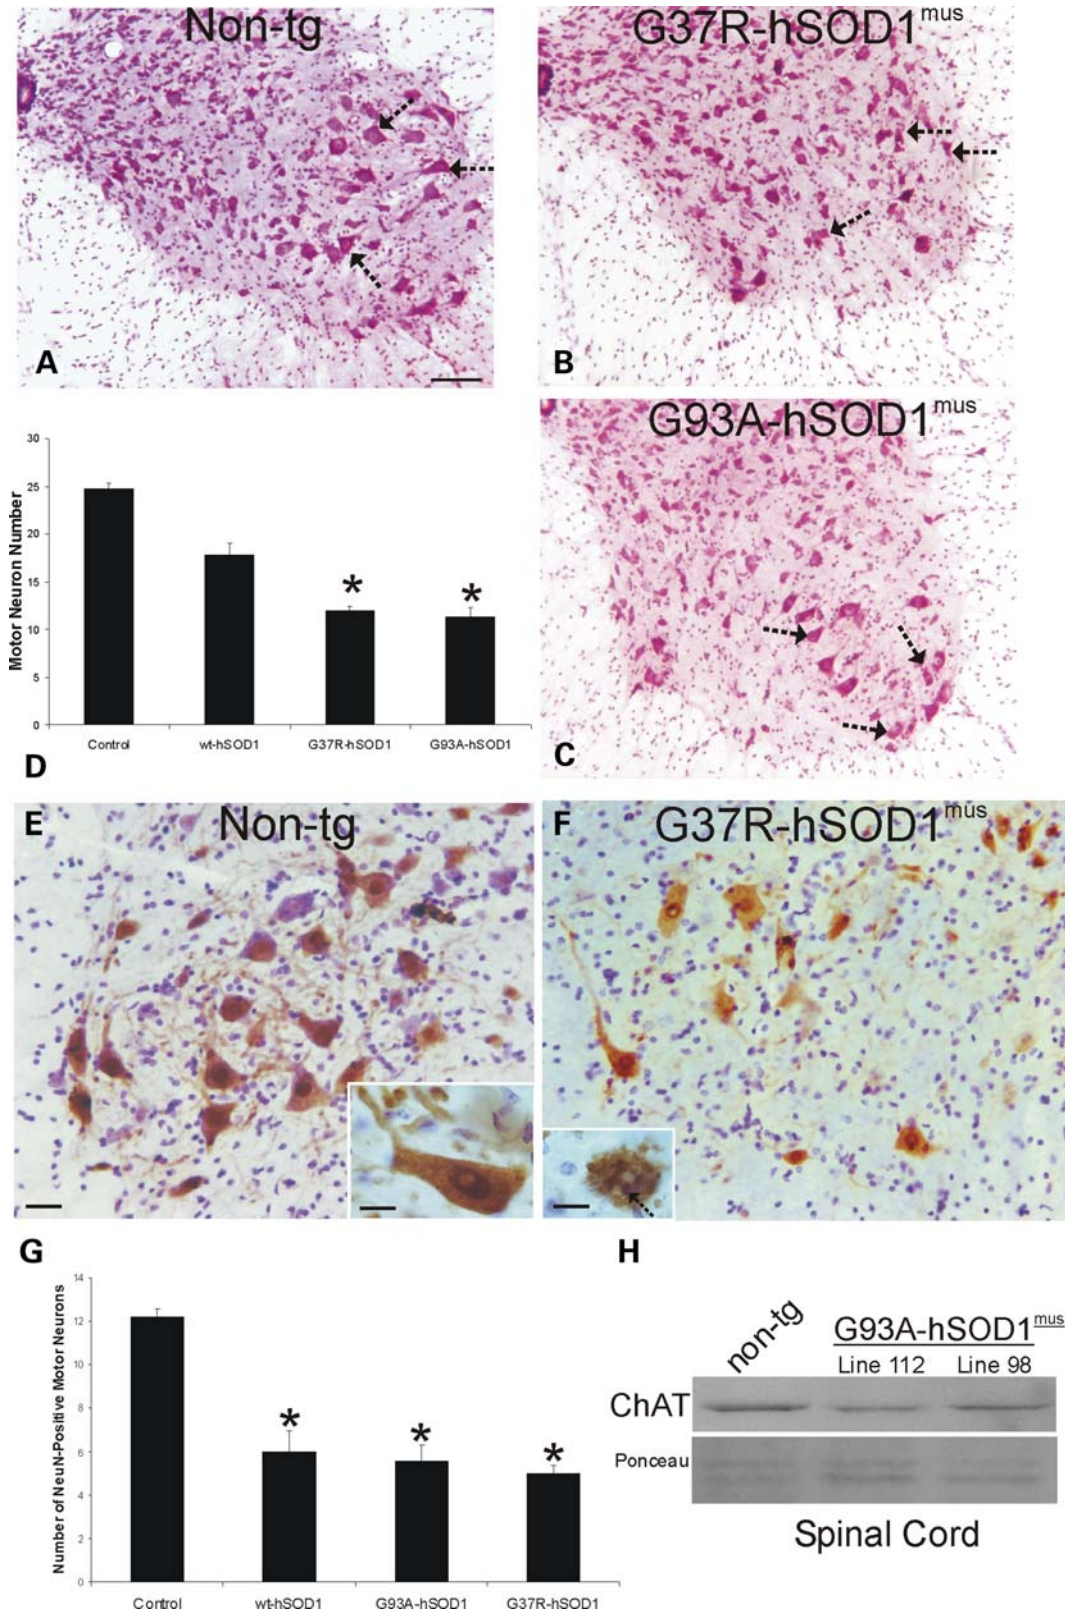 Non-tg
G37R-hSOD1mus
A
B
G93A-hSOD1mus
C
Motor Neuron Number
30
25
20
15
10
5
0
*
*
Control
wt-hSOD1
G37R-hSOD1
G93A-hSOD1
D
E
Non-tg
F
G37R-hSOD1mus
G
Number of NeuN-Positive Motor Neurons
14
12
10
8
6
4
2
0
*
*
*
Control
wt-hSOD1
G93A-hSOD1
G37R-hSOD1
H
non-tg
G93A-hSOD1mus
Line 112
Line 98
ChAT
Ponceau
Spinal Cord